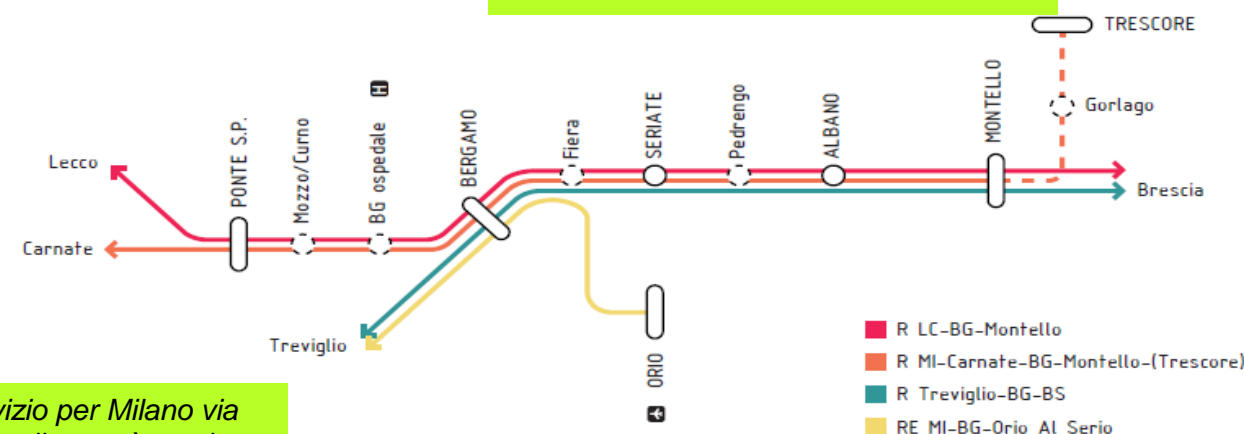 TRESCORE
Gorlago
H
PONTE S.P.
Mozzo/Curno
BG ospedale
BERGAMO
Fiera
SERIATE
Pedrengo
ALBANO
MONTELLO
Lecco
Brescia
Carnate
Treviglio
ORIO
R LC-BG-Montello
R MI-Carnate-BG-Montello-(Trescore)
R Treviglio-BG-BS
RE MI-BG-Orio Al Serio
vizio per Milano via